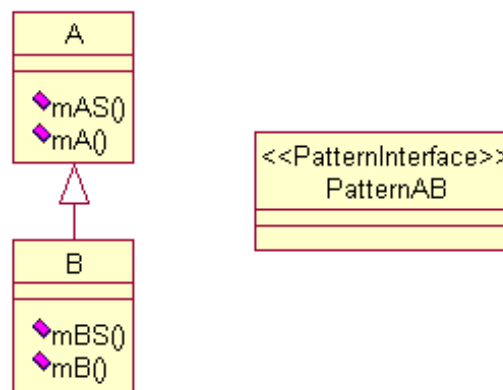 A
mAS()
mA()
<<PatternInterface>>
PatternAB
B
mBS()
mB()